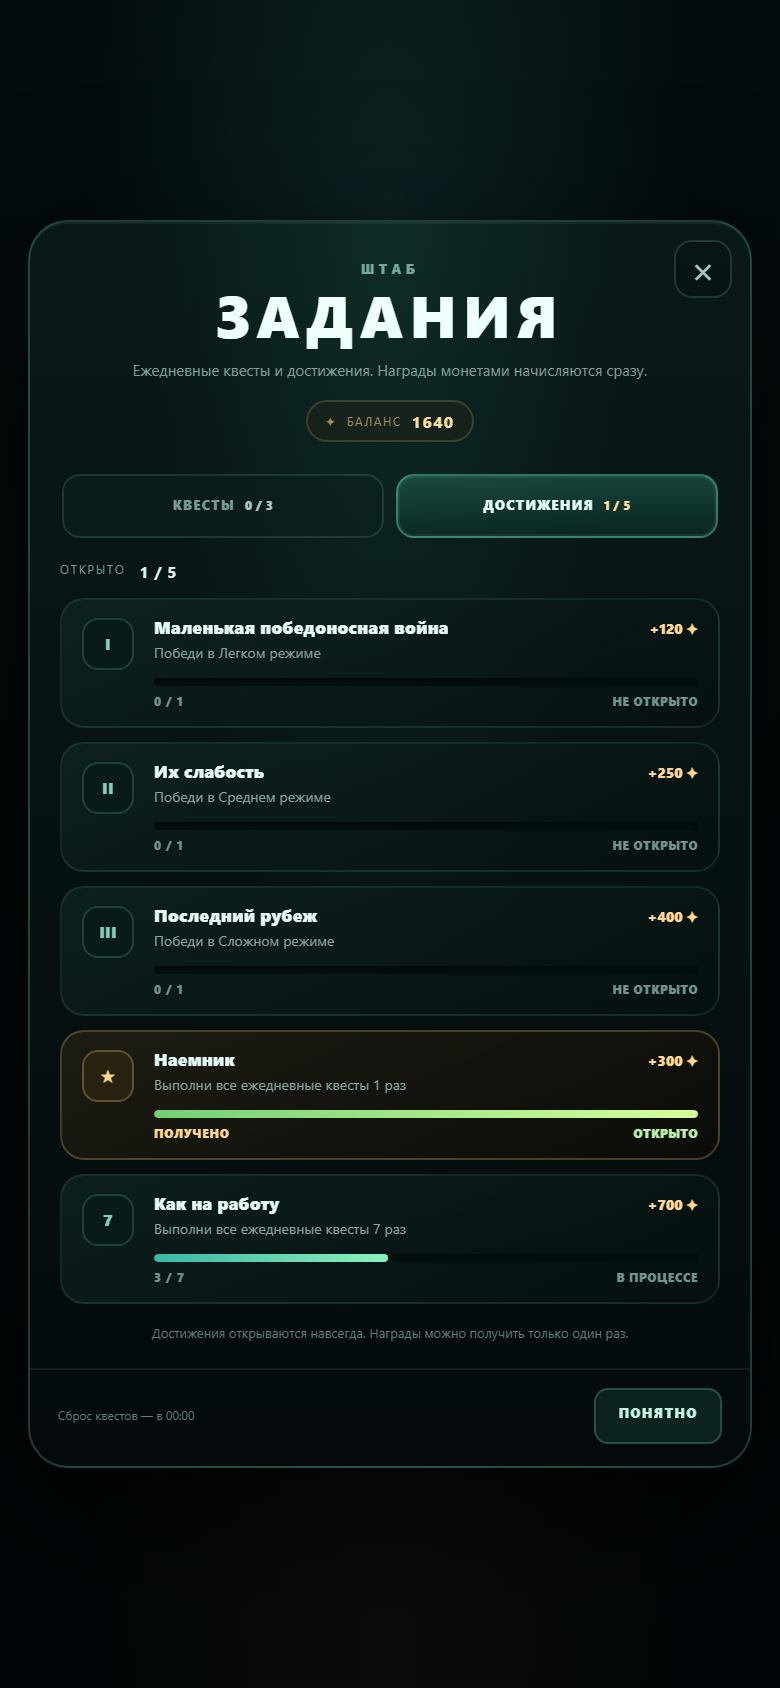 ШТАБ
ЗАДАНИЯ
Ежедневные квесты и достижения. Награды монетами начисляются сразу.
✦ БАЛАНС 1640
КВЕСТЫ 0 / 3
ДОСТИЖЕНИЯ 1 / 5
ОТКРЫТО 1 / 5
I
Маленькая победоносная война +120 ✦
Победи в Легком режиме
0 / 1 НЕ ОТКРЫТО
II
Их слабость +250 ✦
Победи в Среднем режиме
0 / 1 НЕ ОТКРЫТО
III
Последний рубеж +400 ✦
Победи в Сложном режиме
0 / 1 НЕ ОТКРЫТО
★
Наемник +300 ✦
Выполни все ежедневные квесты 1 раз
ПОЛУЧЕНО ОТКРЫТО
7
Как на работу +700 ✦
Выполни все ежедневные квесты 7 раз
3 / 7 В ПРОЦЕССЕ
Достижения открываются навсегда. Награды можно получить только один раз.
Сброс квестов — в 00:00
ПОНЯТНО